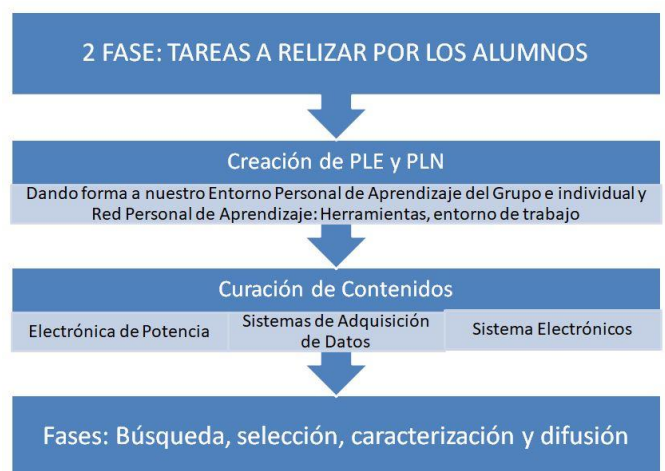 2 FASE: TAREAS A RELIZAR POR LOS ALUMNOS
Creación de PLE y PLN
Dando forma a nuestro Entorno Personal de Aprendizaje del Grupo e individual y
Red Personal de Aprendizaje: Herramientas, entorno de trabajo
Curación de Contenidos
Electrónica de Potencia
Sistemas de Adquisición
de Datos
Sistema Electrónicos
Fases: Búsqueda, selección, caracterización y difusión